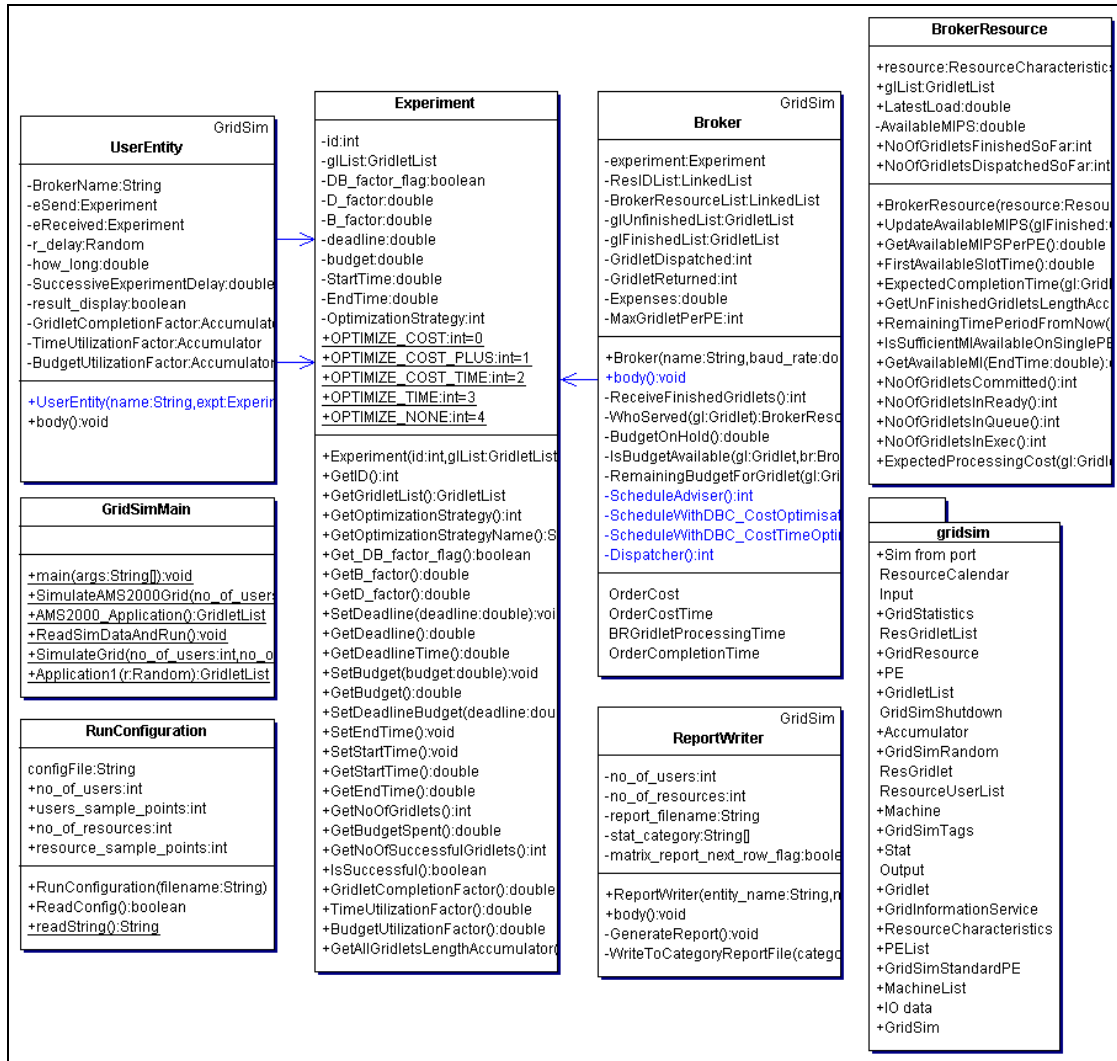 GridSim
UserEntity
-BrokerName:String
-eSend:Experiment
-eReceived:Experiment
-r_delay:Random
-how_long:double
-SuccessiveExperimentDelay:double
-result_display:boolean
-GridletCompletionFactor:Accumulato
-TimeUtilizationFactor:Accumulator
-BudgetUtilizationFactor:Accumulator
+UserEntity(name:String,expt:Experin
+body():void
GridSimMain
+main(args:String[]):void
+SimulateAMS2000Grid(no_of_users
+AMS2000_Application():GridletList
+ReadSimDataAndRun():void
+SimulateGrid(no_of_users:int,no_o
+Application1(r:Random):GridletList
RunConfiguration
configFile:String
+no_of_users:int
+users_sample_points:int
+no_of_resources:int
+resource_sample_points:int
+RunConfiguration(filename:String)
+ReadConfig():boolean
+readString():String
Experiment
-id:int
-glList:GridletList
-DB_factor_flag:boolean
-D_factor:double
-B_factor:double
-deadline:double
-budget:double
-StartTime:double
-EndTime:double
-OptimizationStrategy:int
+OPTIMIZE_COST:int=0
+OPTIMIZE_COST_PLUS:int=1
+OPTIMIZE_COST_TIME:int=2
+OPTIMIZE_TIME:int=3
+OPTIMIZE_NONE:int=4
+Experiment(id:int,glList:GridletList
+GetID():int
+GetGridletList():GridletList
+GetOptimizationStrategy():int
+GetOptimizationStrategyName():S
+Get_DB_factor_flag():boolean
+GetB_factor():double
+GetD_factor():double
+SetDeadline(deadline:double):voi
+GetDeadline():double
+GetDeadlineTime():double
+SetBudget(budget:double):void
+GetBudget():double
+SetDeadlineBudget(deadline:dou
+SetEndTime():void
+SetStartTime():void
+GetStartTime():double
+GetEndTime():double
+GetNoOfGridlets():int
+GetBudgetSpent():double
+GetNoOfSuccessfulGridlets():int
+IsSuccessful():boolean
+GridletCompletionFactor():double
+TimeUtilizationFactor():double
+BudgetUtilizationFactor():double
+GetAllGridletsLengthAccumulator(
GridSim
Broker
-experiment:Experiment
-ResIDList:LinkedList
-BrokerResourceList:LinkedList
-glUnfinishedList:GridletList
-glFinishedList:GridletList
-GridletDispatched:int
-GridletReturned:int
-Expenses:double
-MaxGridletPerPE:int
+Broker(name:String,baud_rate:do
+body():void
-ReceiveFinishedGridlets():int
-WhoServed(gl:Gridlet):BrokerReso
-BudgetOnHold():double
-IsBudgetAvailable(gl:Gridlet,br:Bro
-RemainingBudgetForGridlet(gl:Gri
-ScheduleAdviser():int
-ScheduleWithDBC_CostOptimisat
-ScheduleWithDBC_CostTimeOpti
-Dispatcher():int
OrderCost
OrderCostTime
BRGridletProcessingTime
OrderCompletionTime
GridSim
ReportWriter
-no_of_users:int
-no_of_resources:int
-report_filename:String
-stat_category:String[]
-matrix_report_next_row_flag:boole
+ReportWriter(entity_name:String,n
+body():void
-GenerateReport():void
-WriteToCategoryReportFile(catego
BrokerResource
+resource:ResourceCharacteristics
+glList:GridletList
+LatestLoad:double
-AvailableMIPS:double
+NoOfGridletsFinishedSoFar:int
+NoOfGridletsDispatchedSoFar:int
+BrokerResource(resource:Resou
+UpdateAvailableMIPS(glFinished:
+GetAvailableMIPSPerPE():double
+FirstAvailableSlotTime():double
+ExpectedCompletionTime(gl:Gridl
+GetUnFinishedGridletsLengthAcc
+RemainingTimePeriodFromNow(
+IsSufficientMIAvailableOnSinglePE
+GetAvailableMI(EndTime:double):
+NoOfGridletsCommitted():int
+NoOfGridletsInReady():int
+NoOfGridletsInQueue():int
+NoOfGridletsInExec():int
+ExpectedProcessingCost(gl:Gridle
gridsim
+Sim from port
ResourceCalendar
Input
+GridStatistics
ResGridletList
+GridResource
+PE
+GridletList
GridSimShutdown
+Accumulator
+GridSimRandom
ResGridlet
ResourceUserList
+Machine
+GridSimTags
+Stat
Output
+Gridlet
+GridInformationService
+ResourceCharacteristics
+PEList
+GridSimStandardPE
+MachineList
+IO data
+GridSim